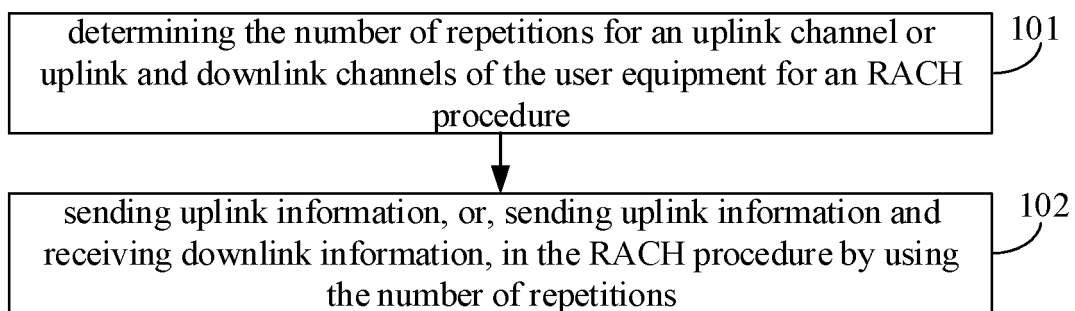 determining the number of repetitions for an uplink channel or
uplink and downlink channels of the user equipment for an RACH
procedure
101
sending uplink information, or, sending uplink information and
receiving downlink information, in the RACH procedure by using
the number of repetitions
102